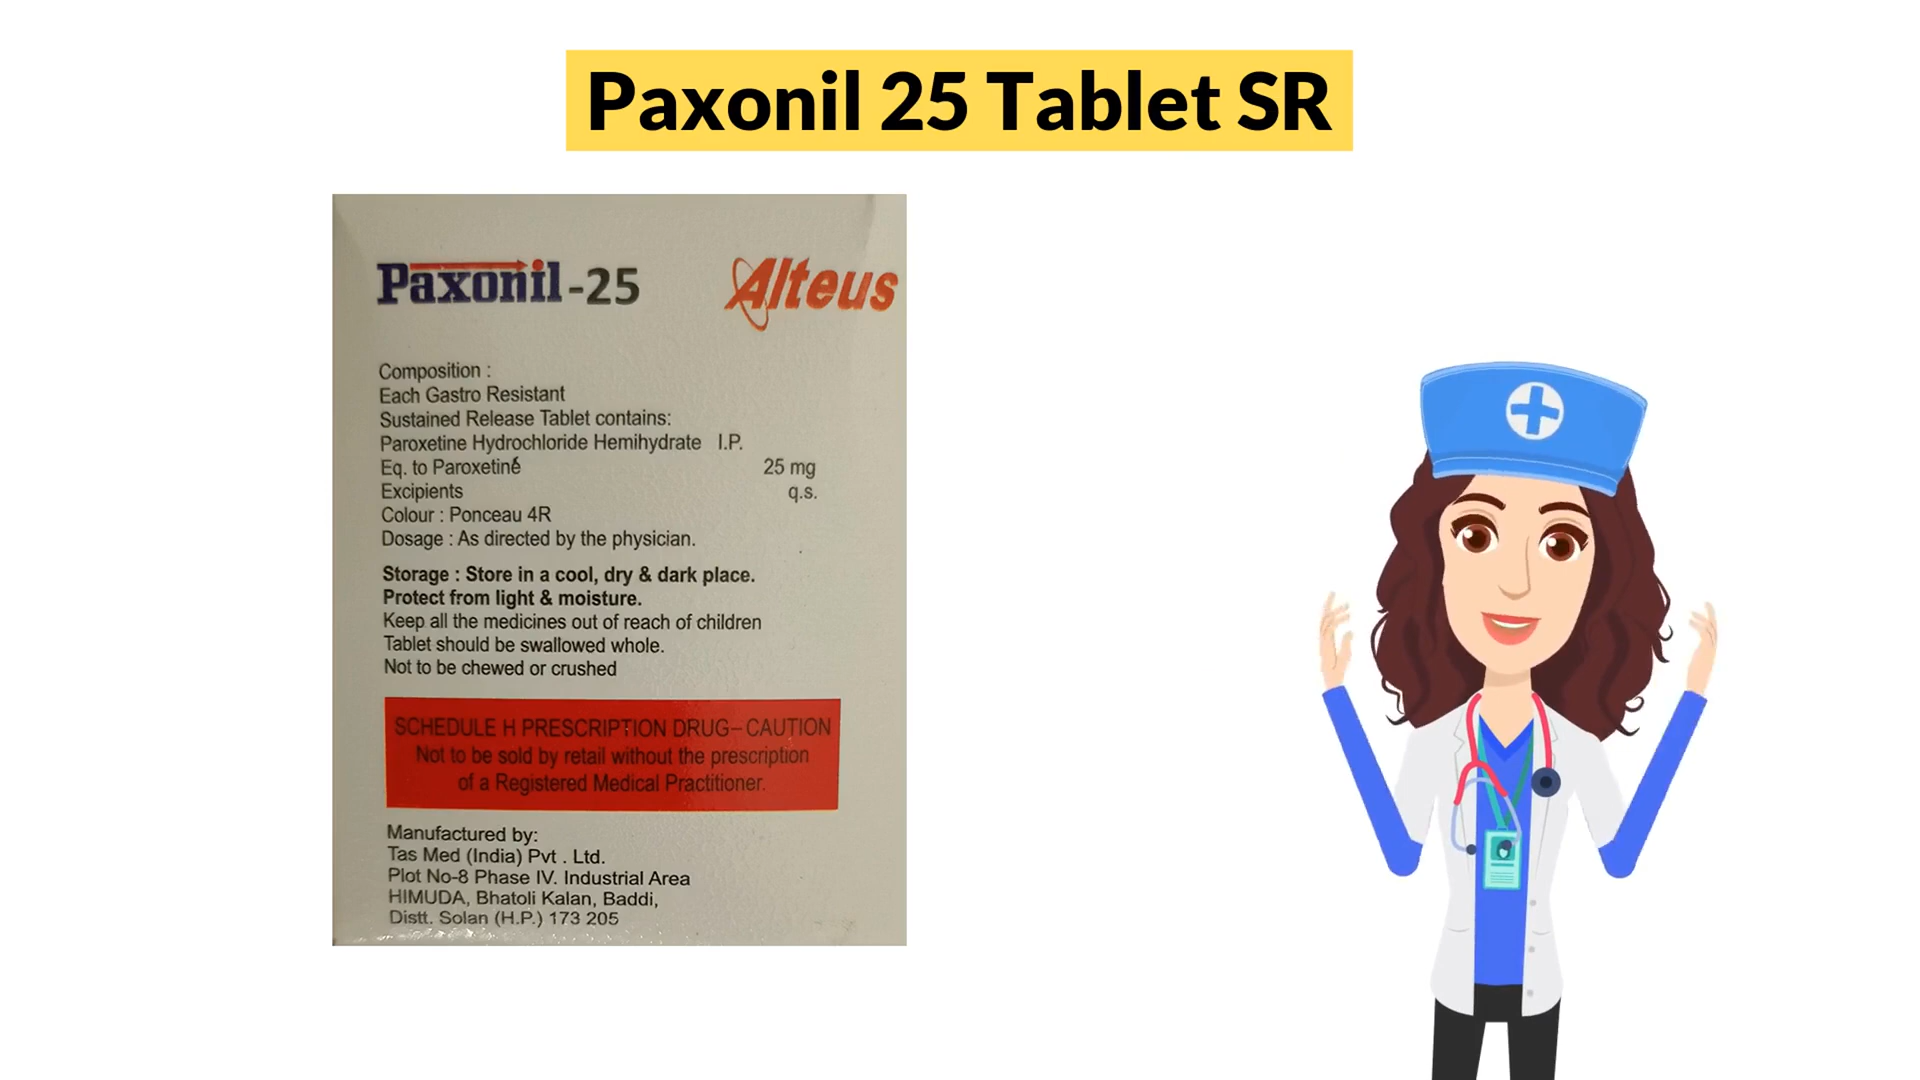 Paxonil 25 Tablet SR
Paxonil-25
Alteus
Composition :
Each Gastro Resistant
Sustained Release Tablet contains:
Paroxetine Hydrochloride Hemihydrate I.P.
Eq. to Paroxetine 25 mg
Excipients q.s.
Colour : Ponceau 4R
Dosage : As directed by the physician.
Storage : Store in a cool, dry & dark place.
Protect from light & moisture.
Keep all the medicines out of reach of children
Tablet should be swallowed whole.
Not to be chewed or crushed
SCHEDULE H PRESCRIPTION DRUG– CAUTION
Not to be sold by retail without the prescription
of a Registered Medical Practitioner.
Manufactured by:
Tas Med (India) Pvt . Ltd.
Plot No-8 Phase IV. Industrial Area
HIMUDA, Bhatoli Kalan, Baddi,
Distt. Solan (H.P.) 173 205